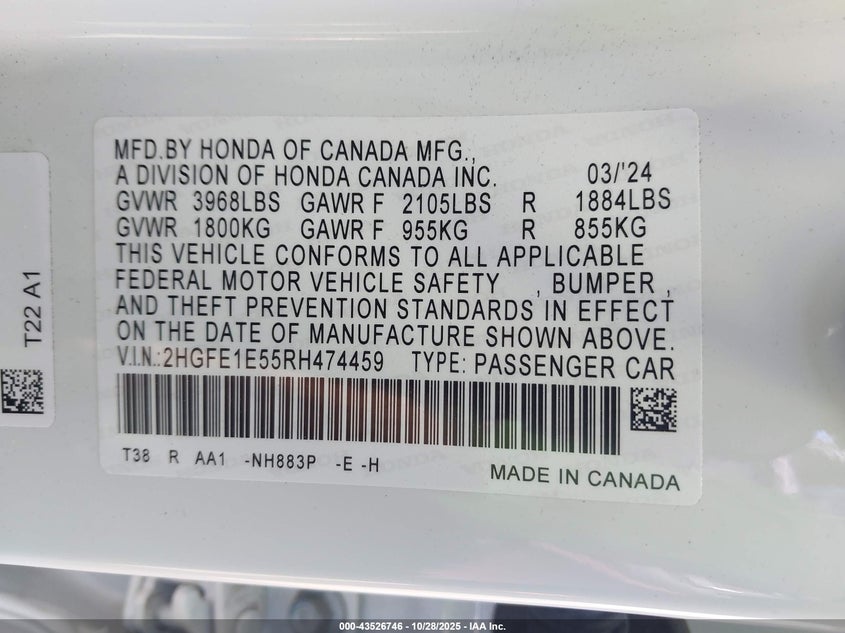 MFD.BY HONDA OF CANADA MFG.,
A DIVISION OF HONDA CANADA INC. 03/'24
GVWR 3968LBS GAWR F 2105LBS R 1884LBS
GVWR 1800KG GAWR F 955KG R 855KG
THIS VEHICLE CONFORMS TO ALL APPLICABLE
FEDERAL MOTOR VEHICLE SAFETY , BUMPER ,
AND THEFT PREVENTION STANDARDS IN EFFECT
ON THE DATE OF MANUFACTURE SHOWN ABOVE.
V.I.N.:2HGFE1E55RH474459 TYPE: PASSENGER CAR
T38 R AA1 -NH883P -E -H
MADE IN CANADA
T22 A1
000-43526746 - 10/28/2025 - IAA Inc.